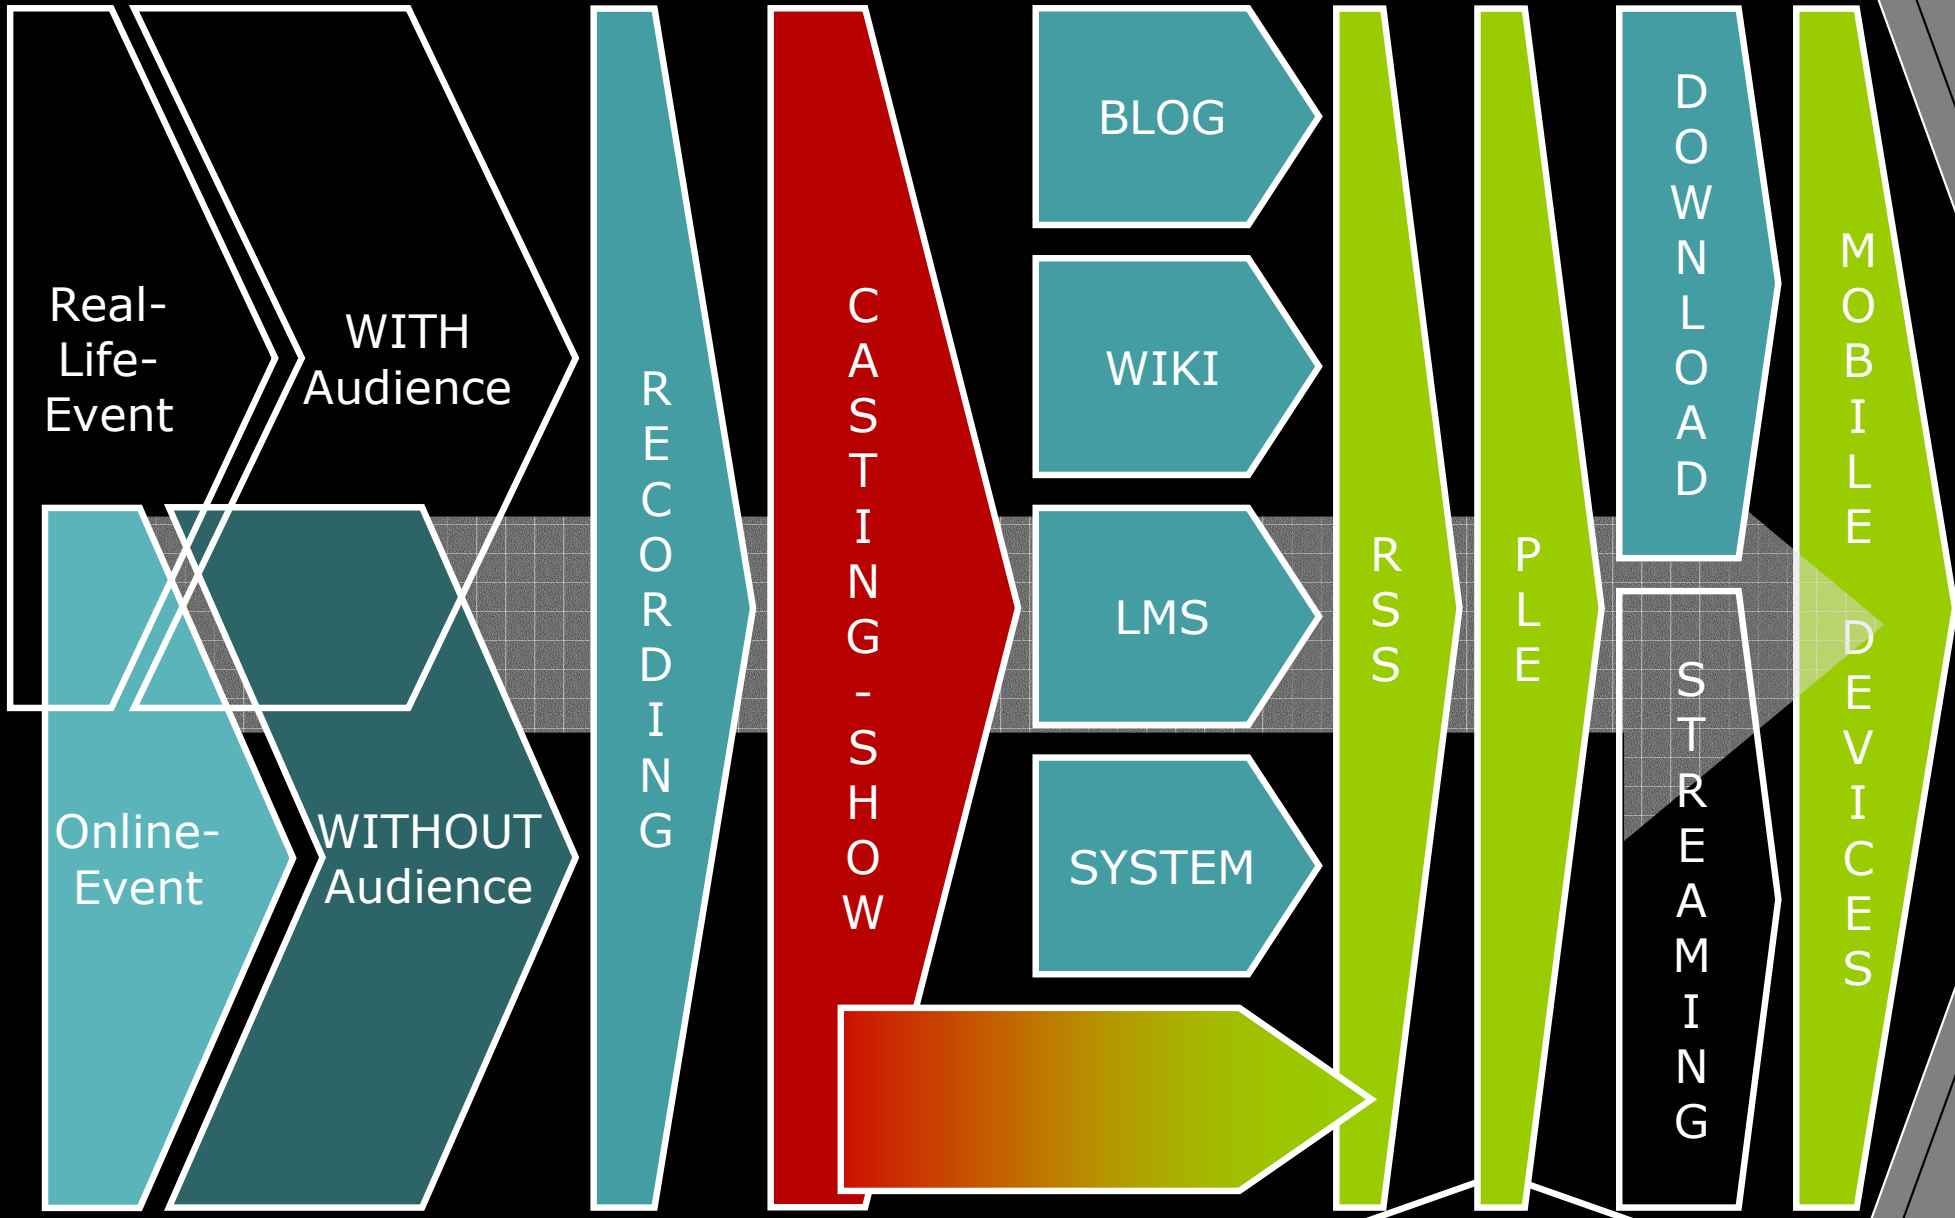 Real-
Life-
Event
WITH
Audience
Online-
Event
WITHOUT
Audience
RECORDING
CASTING-SHOW
BLOG
WIKI
LMS
SYSTEM
RSS
PLE
DOWNLOAD
STREAMING
MOBILE DEVICES